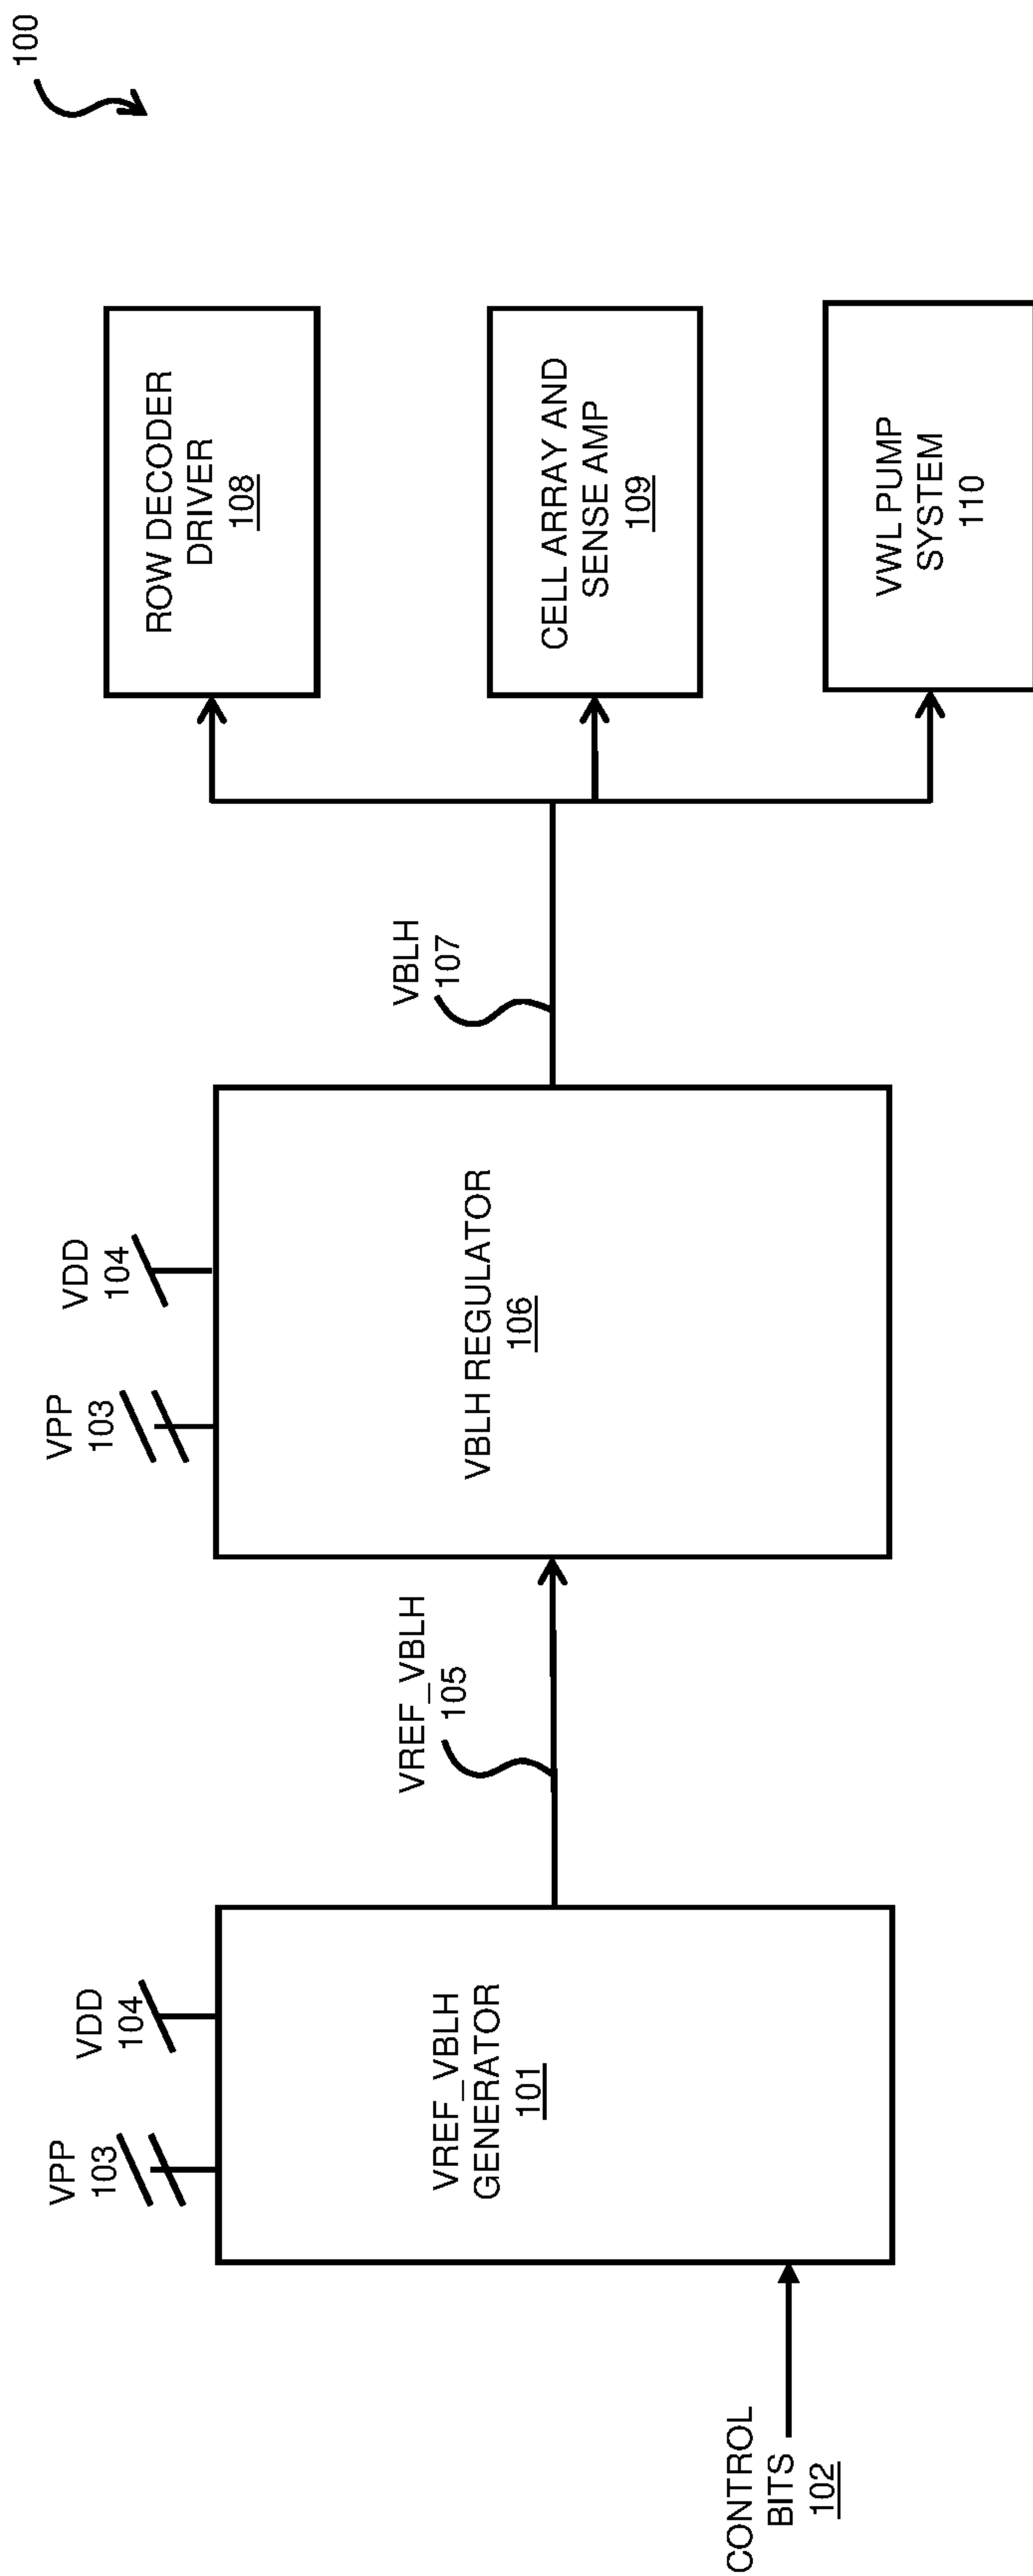 100
VPP
103
VDD
104
VPP
103
VDD
104
CONTROL
BITS
102
VREF_VBLH
GENERATOR
101
VREF_VBLH
105
VBLH REGULATOR
106
VBLH
107
ROW DECODER
DRIVER
108
CELL ARRAY AND
SENSE AMP
109
VWL PUMP
SYSTEM
110